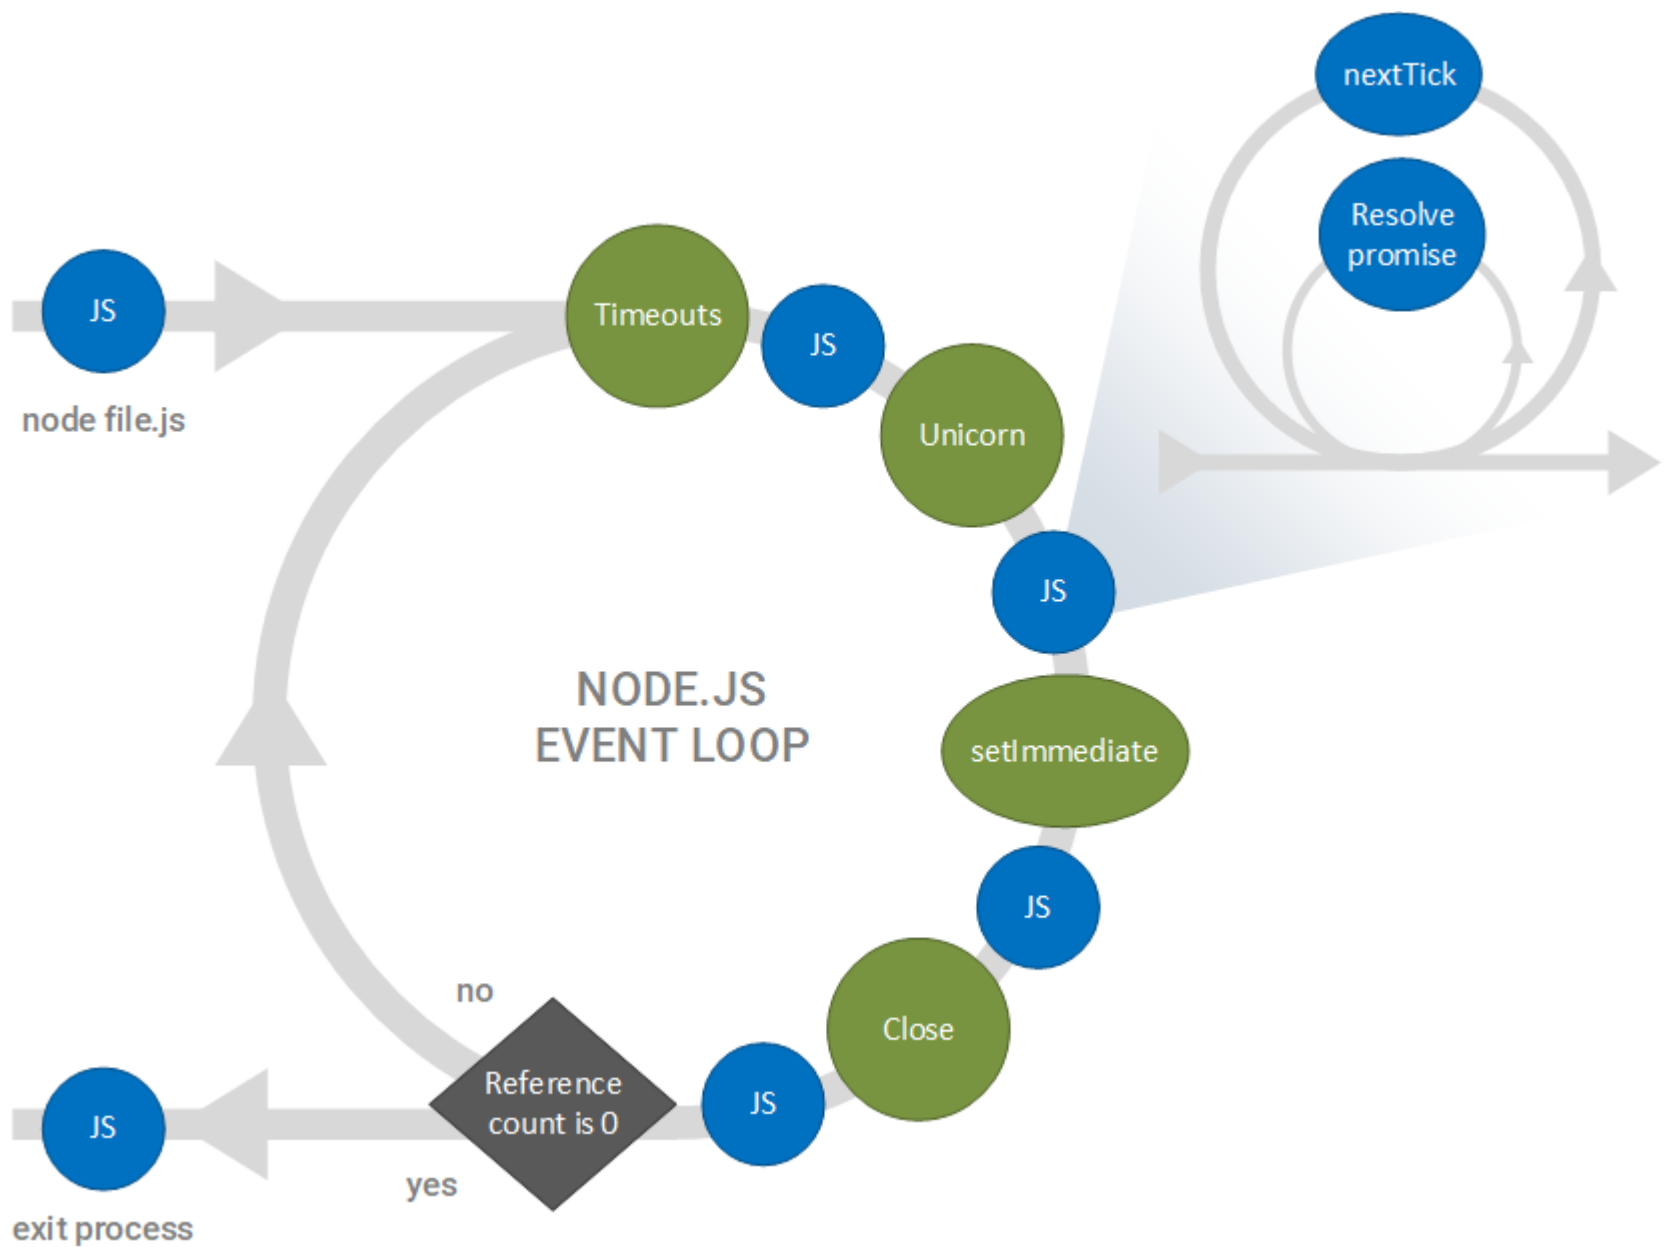 nextTick
Resolve
promise
JS
Timeouts
JS
node file.js
Unicorn
JS
NODE.JS
EVENT LOOP
setImmediate
JS
no
Close
Reference
count is 0
JS
JS
yes
exit process